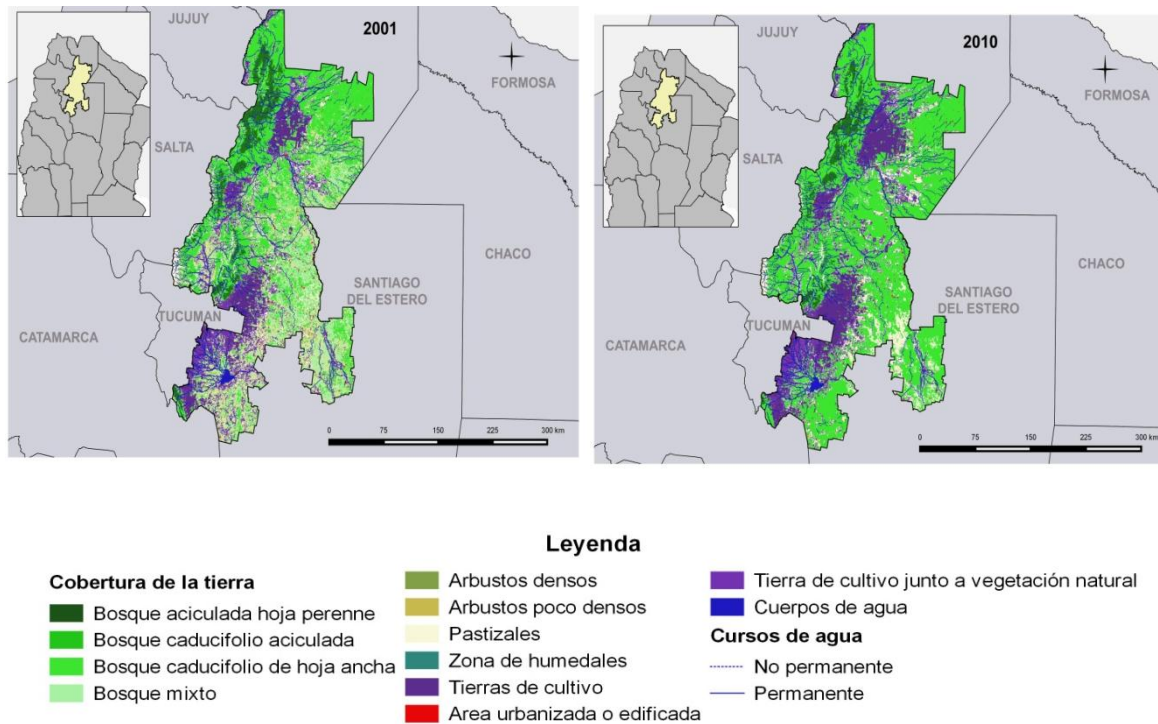 JUJUY
2001
FORMOSA
SALTA
CHACO
SANTIAGO
DEL ESTERO
TUCUMAN
CATAMARCA
0 75 150 225 300 km
JUJUY
2010
FORMOSA
SALTA
CHACO
SANTIAGO
DEL ESTERO
TUCUMAN
CATAMARCA
0 75 150 225 300 km
Leyenda
Cobertura de la tierra
Bosque aciculada hoja perenne
Bosque caducifolio aciculada
Bosque caducifolio de hoja ancha
Bosque mixto
Arbustos densos
Arbustos poco densos
Pastizales
Zona de humedales
Tierras de cultivo
Area urbanizada o edificada
Tierra de cultivo junto a vegetación natural
Cuerpos de agua
Cursos de agua
No permanente
Permanente